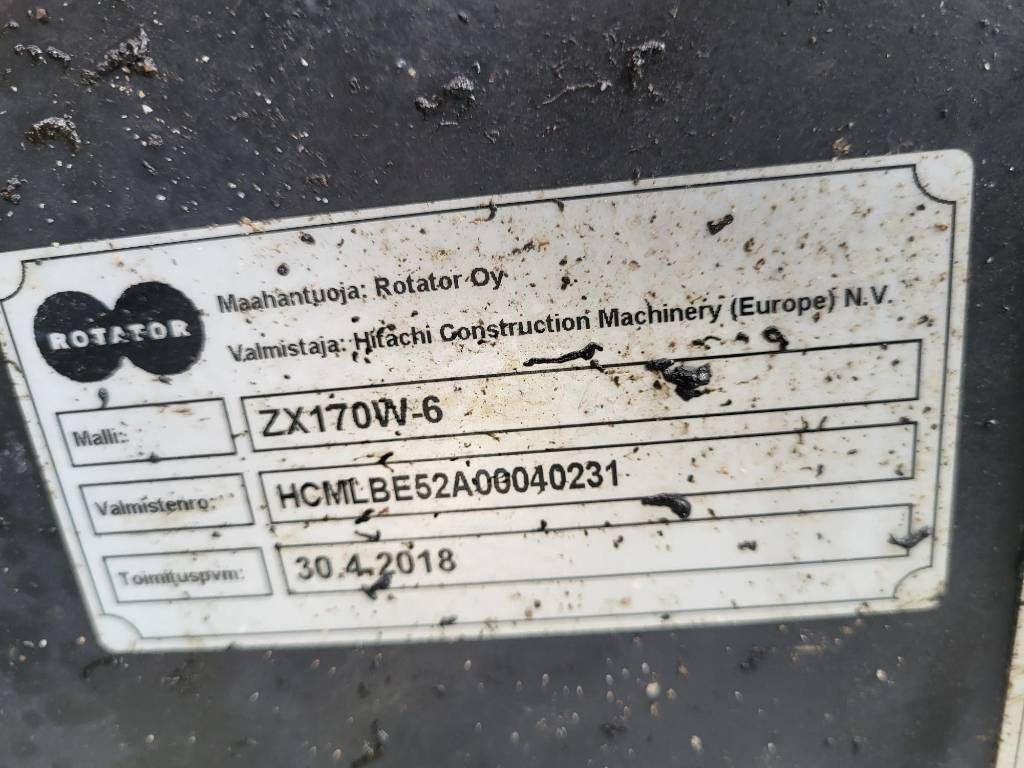 ROTATOR
Maahantuoja: Rotator Oy
Valmistaja: Hitachi Construction Machinery (Europe) N.V.
Malli: ZX170W-6
Valmistenro: HCMLBE52A00040231
Toimituspvm: 30.4.2018